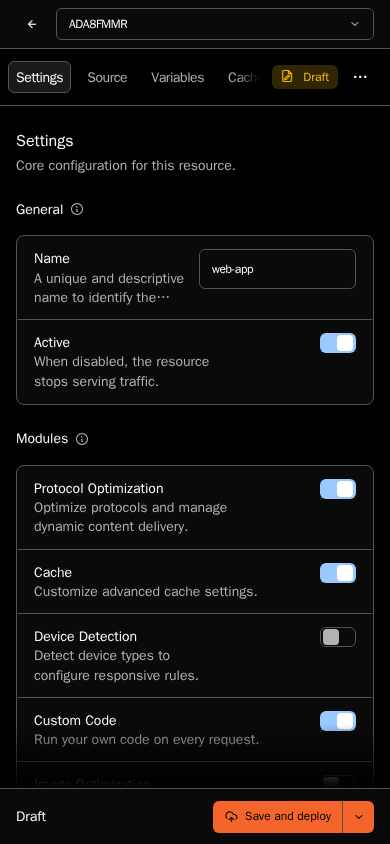 ADA8FMMR
Settings Source Variables Cach Draft
Settings
Core configuration for this resource.
General
Name
A unique and descriptive
name to identify the…
web-app
Active
When disabled, the resource
stops serving traffic.
Modules
Protocol Optimization
Optimize protocols and manage
dynamic content delivery.
Cache
Customize advanced cache settings.
Device Detection
Detect device types to
configure responsive rules.
Custom Code
Run your own code on every request.
Image Optimization
Draft
Save and deploy